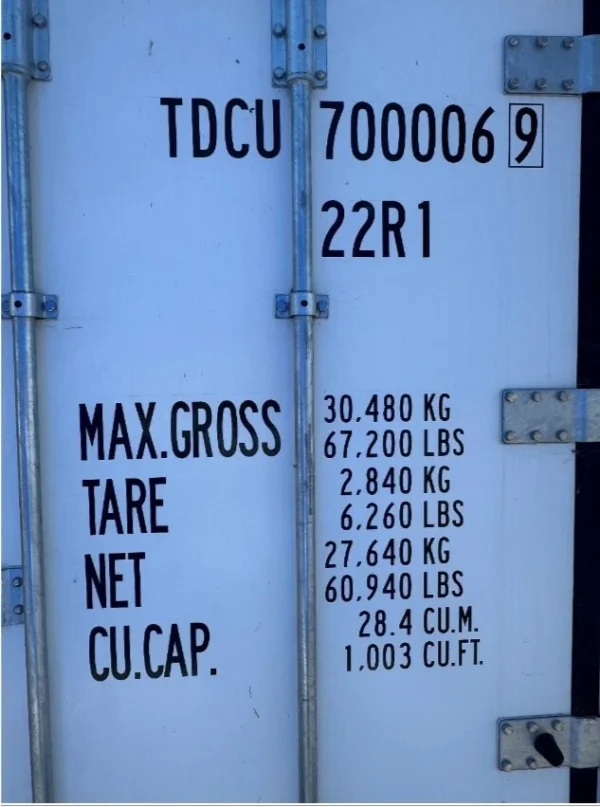 TDCU 700006 9
22R1
MAX.GROSS 30.480 KG
67.200 LBS
TARE 2.840 KG
6.260 LBS
NET 27.640 KG
60.940 LBS
CU.CAP. 28.4 CU.M.
1.003 CU.FT.